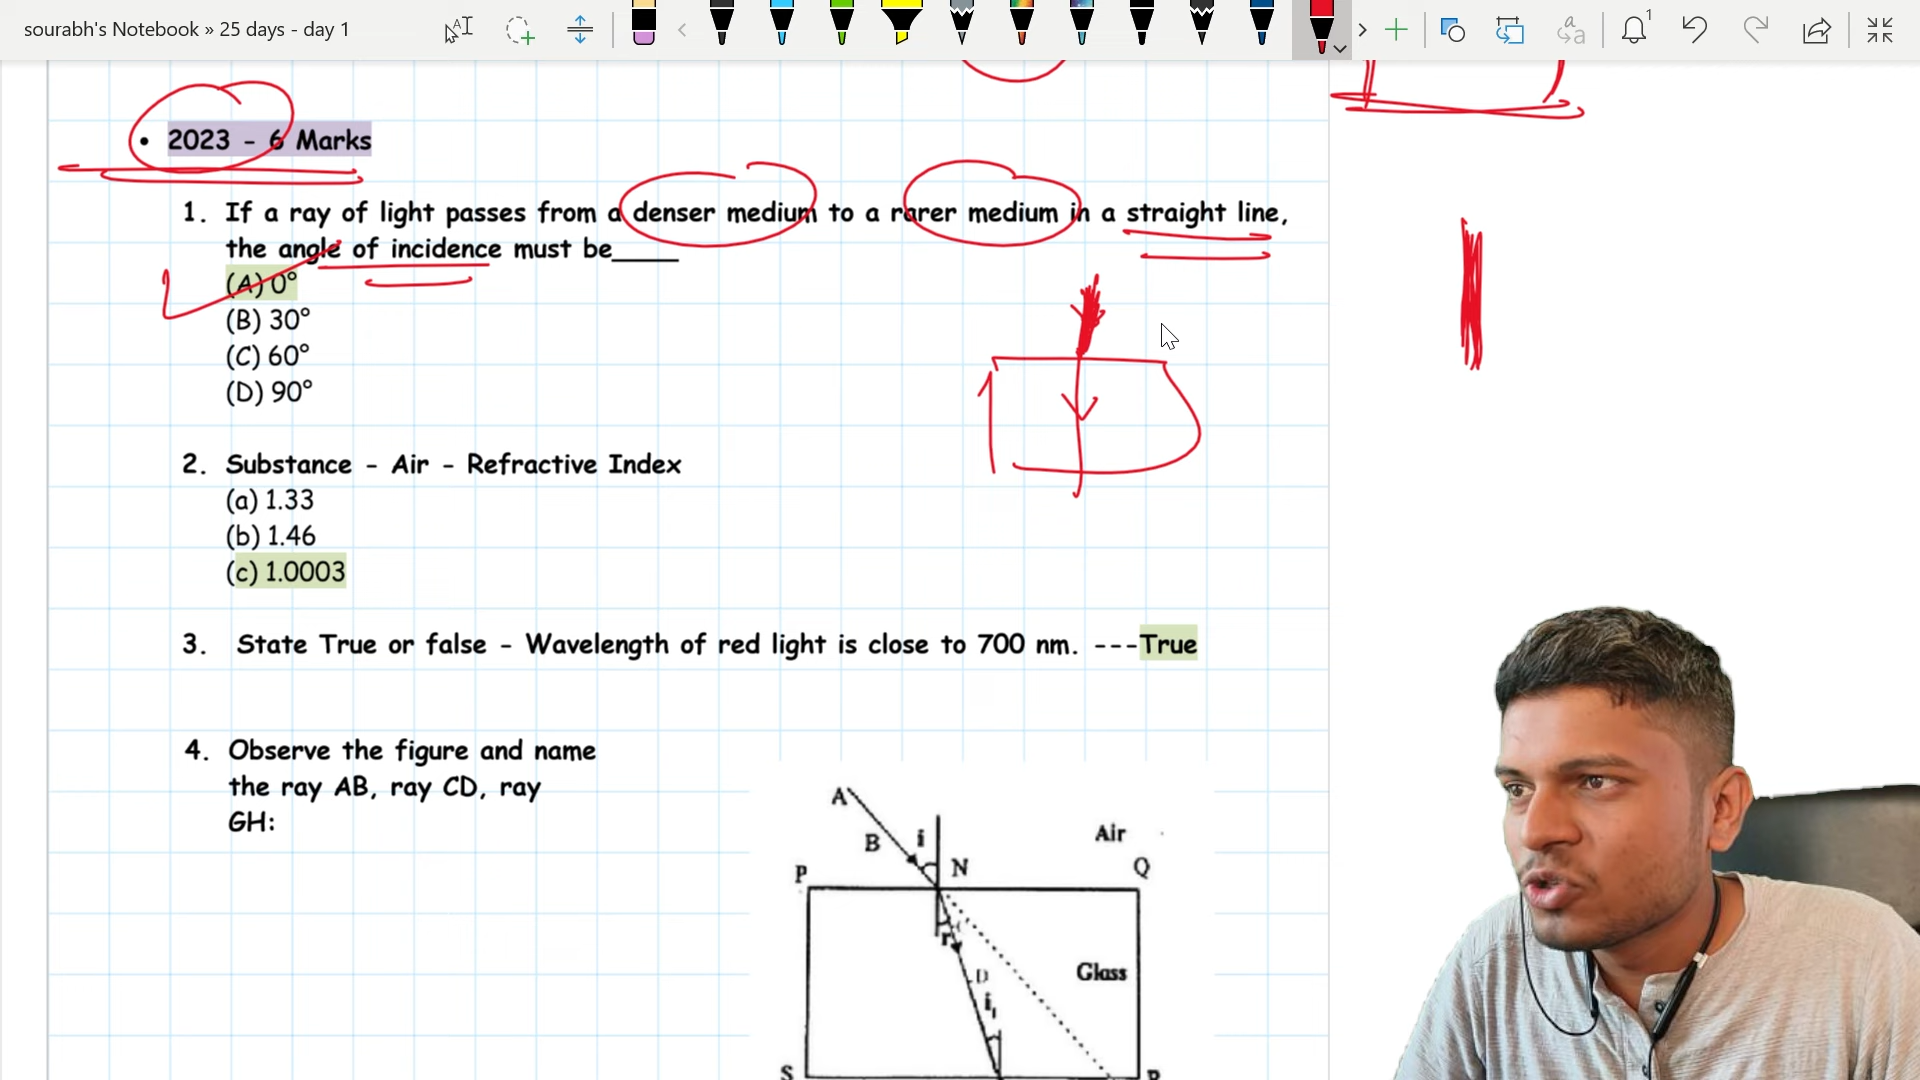 sourabh's Notebook » 25 days - day 1
1
• 2023 - 6 Marks
1. If a ray of light passes from a denser medium to a rarer medium in a straight line,
the angle of incidence must be_____
(A) 0°
(B) 30°
(C) 60°
(D) 90°
2. Substance - Air - Refractive Index
(a) 1.33
(b) 1.46
(c) 1.0003
3. State True or false - Wavelength of red light is close to 700 nm. ---True
4. Observe the figure and name
the ray AB, ray CD, ray
GH:
A
B
i
N
Air
P
Q
r
D
Glass
i₁
S
R